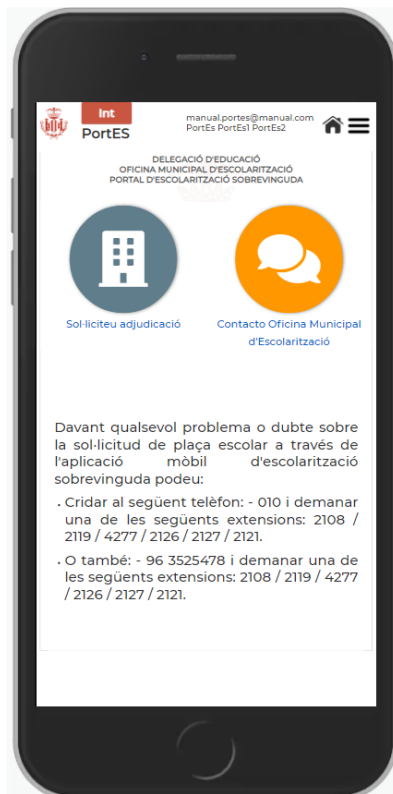 Int
PortES
manual.portes@manual.com
PortEs PortEs1 PortEs2
DELEGACIÓ D'EDUCACIÓ
OFICINA MUNICIPAL D'ESCOLARITZACIÓ
PORTAL D'ESCOLARITZACIÓ SOBREVINGUDA
Sol·liciteu adjudicació
Contacto Oficina Municipal
d'Escolarització
Davant qualsevol problema o dubte sobre
la sol·licitud de plaça escolar a través de
l'aplicació mòbil d'escolarització
sobrevinguda podeu:
• Cridar al següent telèfon: - 010 i demanar
una de les següents extensions: 2108 /
2119 / 4277 / 2126 / 2127 / 2121.
• O també: - 96 3525478 i demanar una de
les següents extensions: 2108 / 2119 / 4277
/ 2126 / 2127 / 2121.